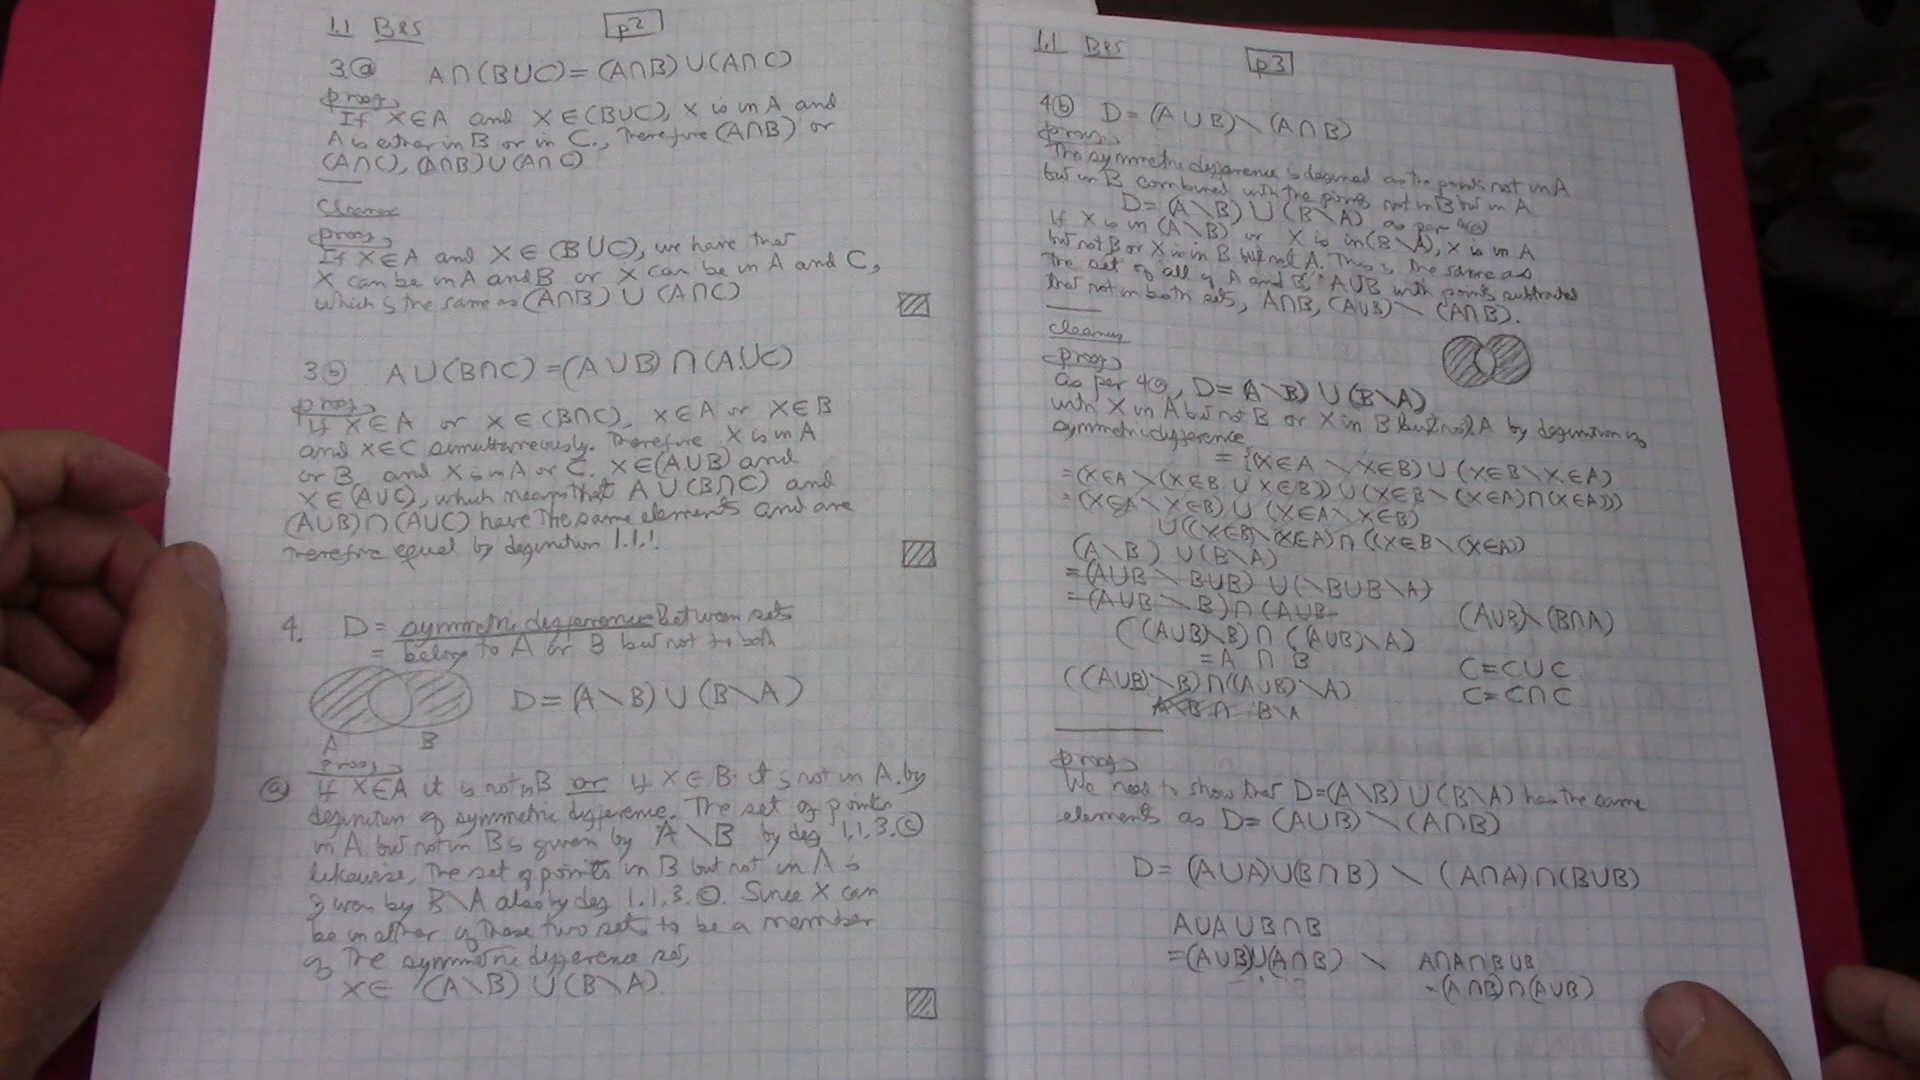 1.1 B&S
p2
3(a) A∩(B∪C)=(A∩B)∪(A∩C)
proof
If X∈A and X∈(B∪C), X is in A and
A is either in B or in C., Therefore (A∩B) or
(A∩C), (A∩B)∪(A∩C)
Cleaner
proof
If X∈A and X∈(B∪C), we have that
X can be in A and B or X can be in A and C,
which is the same as (A∩B) ∪ (A∩C)
3(b) A∪(B∩C)=(A∪B)∩(A∪C)
proof
If X∈A or X∈(B∩C), X∈A or X∈B
and X∈C simultaneously. Therefore X is in A
or B, and X is in A or C. X∈(A∪B) and
X∈(A∪C), which means that A∪(B∩C) and
(A∪B)∩(A∪C) have the same elements and are
Therefore equal by definition 1.1.1
4. D = symmetric difference between sets
= belong to A or B but not to both
D=(A\B)∪(B\A)
A B
proof
(a) If X∈A it is not in B or if X∈B it is not in A. by
definition of symmetric difference. The set of points
in A but not in B is given by A\B by def 1.1.3.(c)
likewise, The set of points in B but not in A is
given by B\A also by def 1.1.3.(c). Since X can
be in either of these two sets to be a member
of The symmetric difference set,
X∈ (A\B)∪(B\A)
1.1 B&S
p3
4(b) D=(A∪B)\(A∩B)
proof
The symmetric difference is defined as the points not in A
but in B combined with the points not in B but in A
D=(A\B)∪(B\A) as per 4(a)
If X is in (A\B) or X is in (B\A), X is in A
but not B or X is in B but not A. This is The same as
The set of all of A and B, A∪B with points subtracted
that not in both sets, A∩B, (A∪B)\(A∩B).
cleaner
proof
as per 4(a), D=(A\B)∪(B\A)
with X in A but not B or X in B but not A by definition of
symmetric difference
= {(X∈A\X∈B)∪(X∈B\X∈A)
=(X∈A\(X∈B∪X∈B))∪(X∈B\(X∈A)∩(X∈A)))
=(X∈A\X∈B)∪(X∈A\X∈B)
∪((X∈B\(X∈A)∩((X∈B\(X∈A))
(A\B)∪(B\A)
=(A∪B\B∪B)∪(\B∪B\A)
=(A∪B\B)∩(A∪B
((A∪B)\B)∩((A∪B)\A)
(A∪B)\(B∩A)
=A∩B
C=C∪C
((A∪B)\B)∩((A∪B)\A)
C=C∩C
B\A
proof
We need to show that D=(A\B)∪(B\A) has the same
elements as D=(A∪B)\(A∩B)
D=(A∪A)∪(B∩B)\(A∩A)∩(B∪B)
A∪A∪B∩B
=(A∪B)∪(A∩B) \ A∩A∩B∪B
-(A∩B)∩(A∪B)